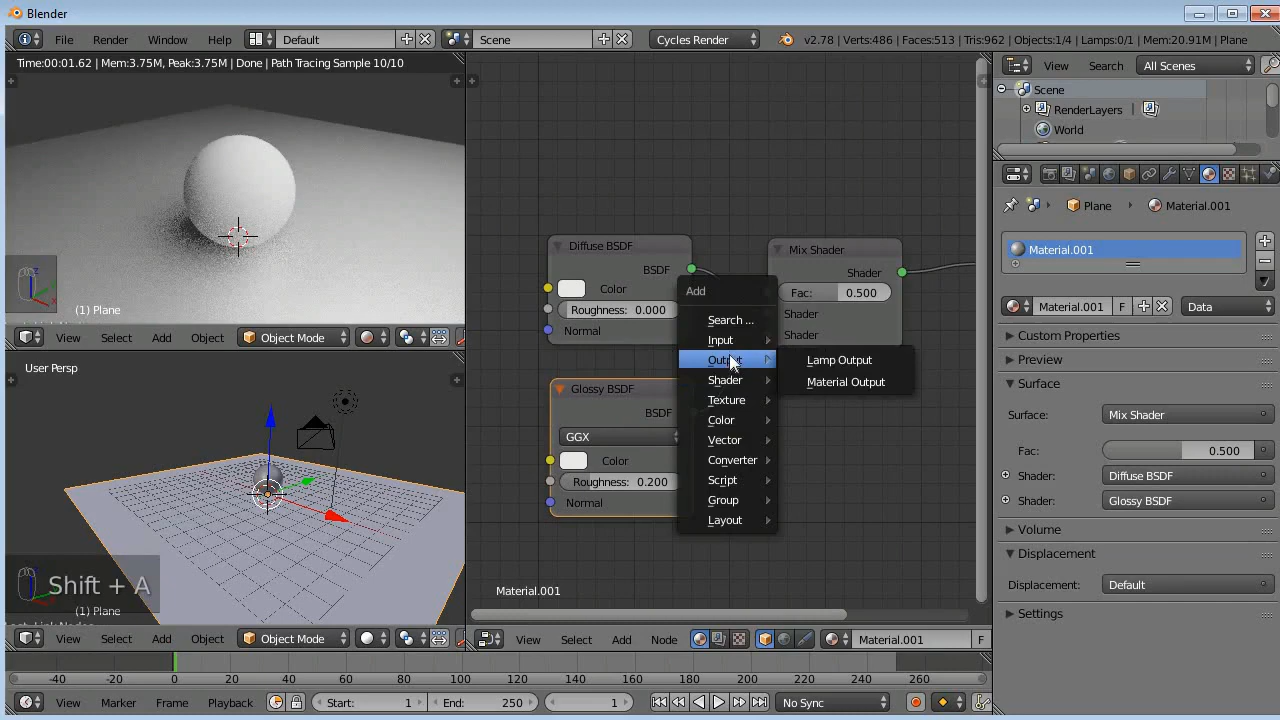 Blender
File Render Window Help Default Scene Cycles Render v2.78 | Verts:486 | Faces:513 | Tris:962 | Objects:1/4 | Lamps:0/1 | Mem:20.91M | Plane
Time:00:01.62 | Mem:3.75M, Peak:3.75M | Done | Path Tracing Sample 10/10
(1) Plane
View Select Add Object Object Mode
User Persp
Shift + A
(1) Plane
View Select Add Object Object Mode
Diffuse BSDF
BSDF
Color
Roughness: 0.000
Normal
Mix Shader
Shader
Fac: 0.500
Shader
Shader
Glossy BSDF
BSDF
GGX
Color
Roughness: 0.200
Normal
Add
Search ...
Input
Output
Shader
Texture
Color
Vector
Converter
Script
Group
Layout
Lamp Output
Material Output
Material.001
View Select Add Node Material.001 F
View Search All Scenes
Scene
RenderLayers |
World
Plane Material.001
Material.001
Material.001 F Data
Custom Properties
Preview
Surface
Surface: Mix Shader
Fac: 0.500
Shader: Diffuse BSDF
Shader: Glossy BSDF
Volume
Displacement
Displacement: Default
Settings
-40 -20 0 20 40 60 80 100 120 140 160 180 200 220 240 260
View Marker Frame Playback Start: 1 End: 250 1 No Sync